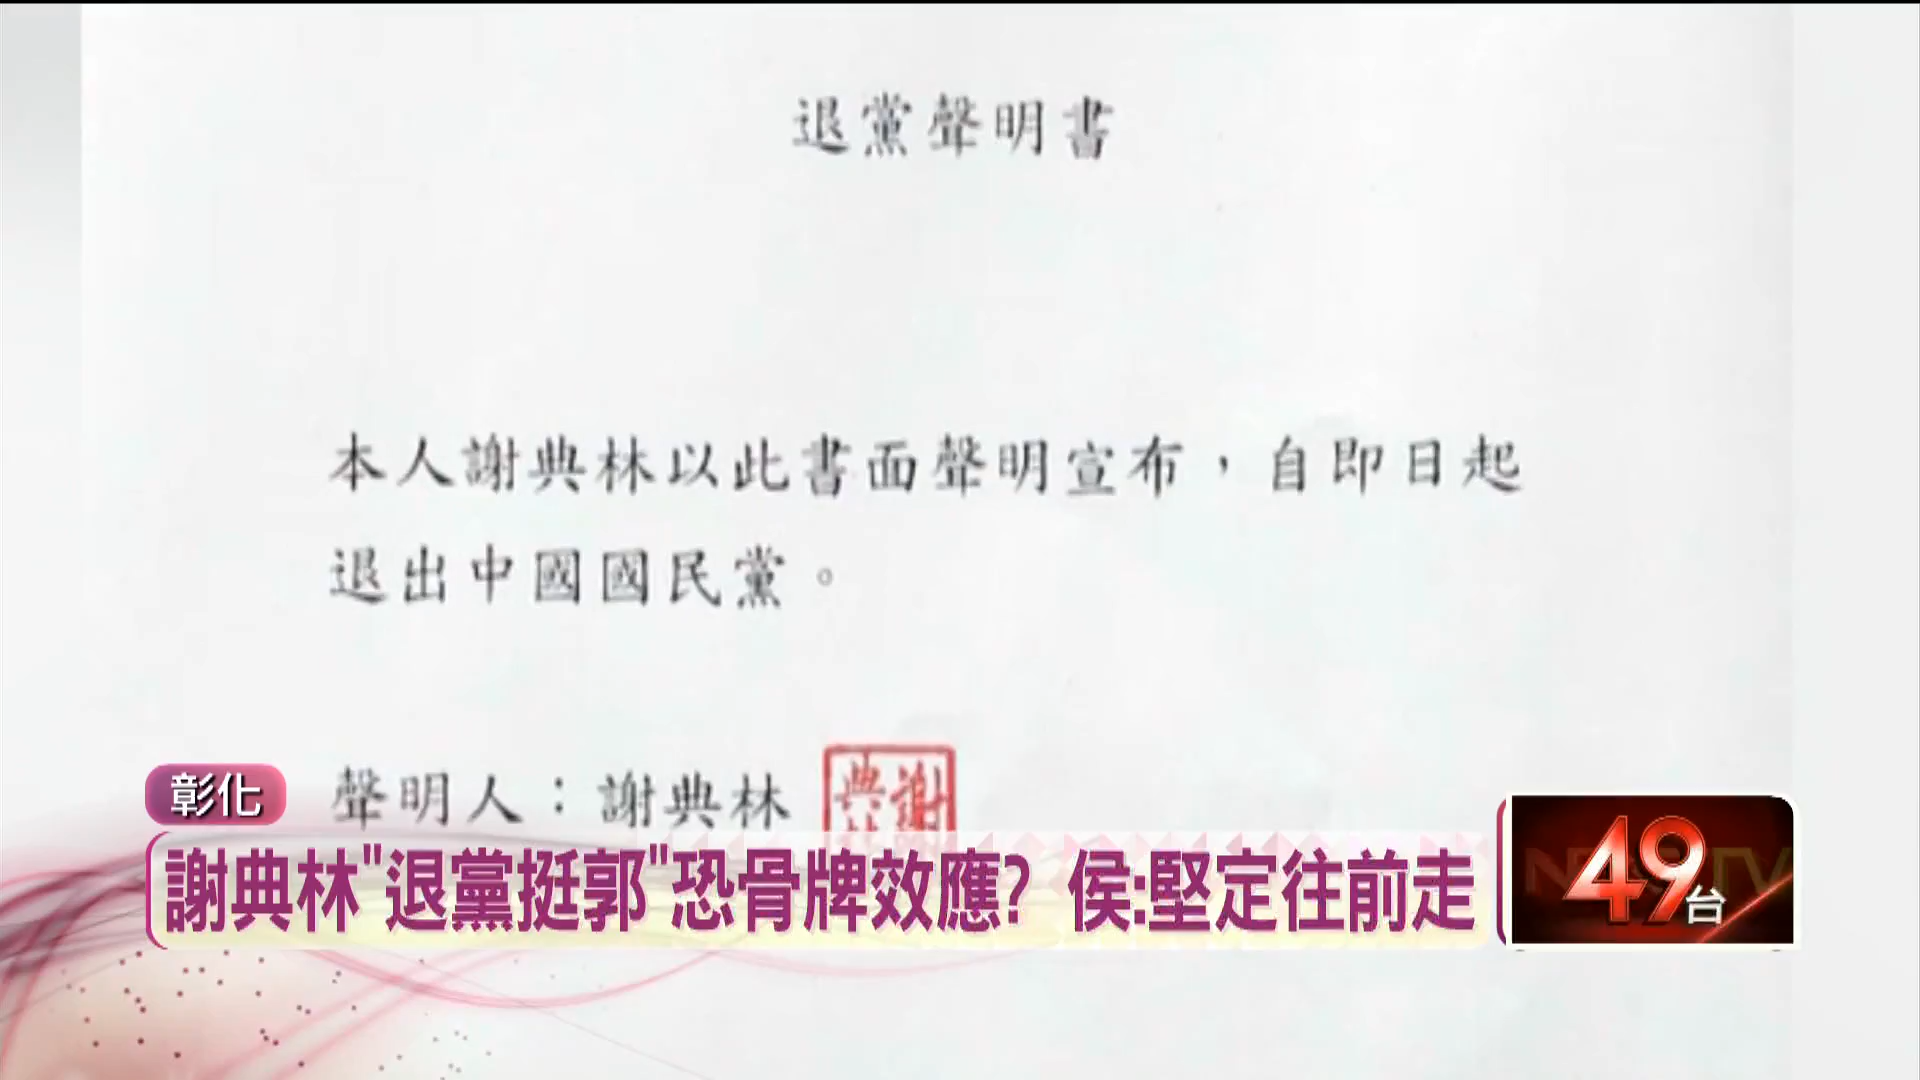 退黨聲明書
本人謝典林以此書面聲明宣布，自即日起
退出中國國民黨。
聲明人：謝典林
謝典
彰化
謝典林"退黨挺郭"恐骨牌效應? 侯:堅定往前走
49台